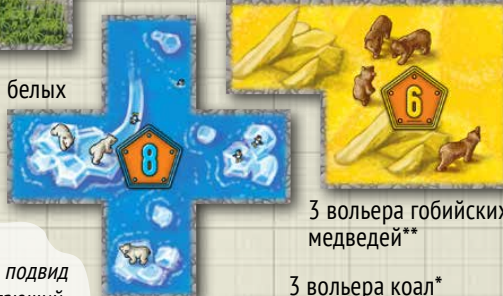 белых
6
8
3 вольера гобийских
медведей**
подвид
3 вольера коал*